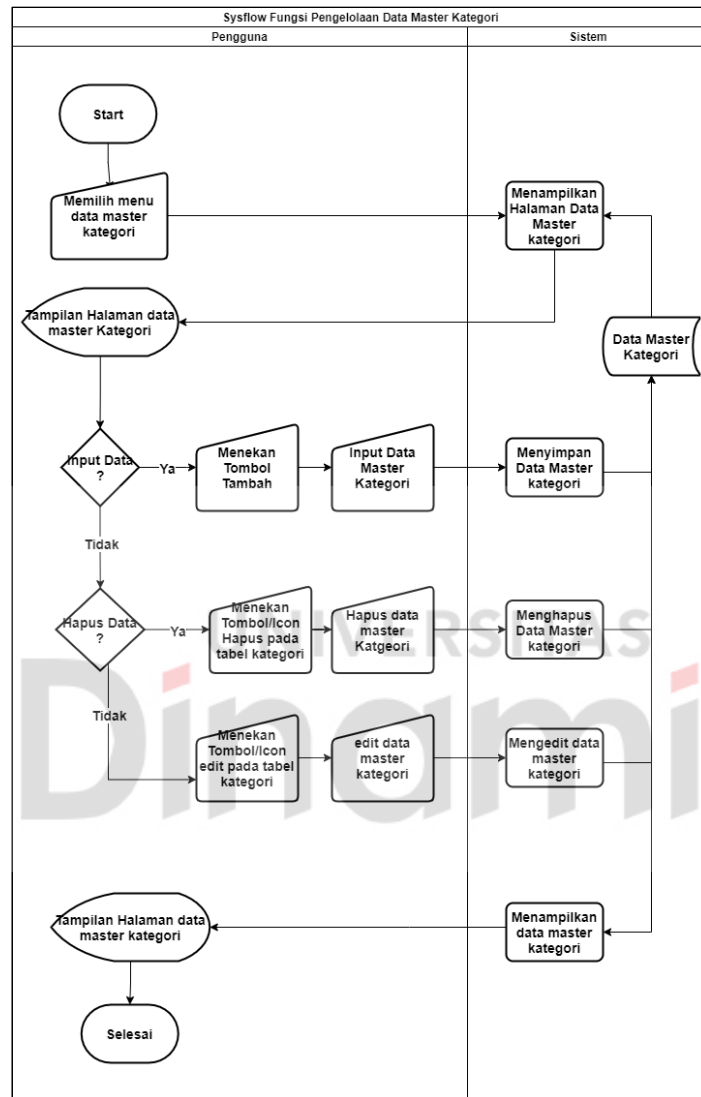 Sysflow Fungsi Pengelolaan Data Master Kategori
Pengguna
Sistem
Start
Memilih menu
data master
kategori
Menampilkan
Halaman Data
Master
kategori
Tampilan Halaman data
master Kategori
Data Master
Kategori
Input Data
?
Ya
Menekan
Tombol
Tambah
Input Data
Master
Kategori
Menyimpan
Data Master
kategori
Tidak
Hapus Data
?
Ya
Menekan
Tombol/Icon
Hapus pada
tabel kategori
Hapus data
master
Katgeori
Menghapus
Data Master
kategori
UNIVERSITAS
Dinami
Tidak
Menekan
Tombol/Icon
edit pada tabel
kategori
edit data
master
kategori
Mengedit data
master
kategori
Tampilan Halaman data
master kategori
Menampilkan
data master
kategori
Selesai